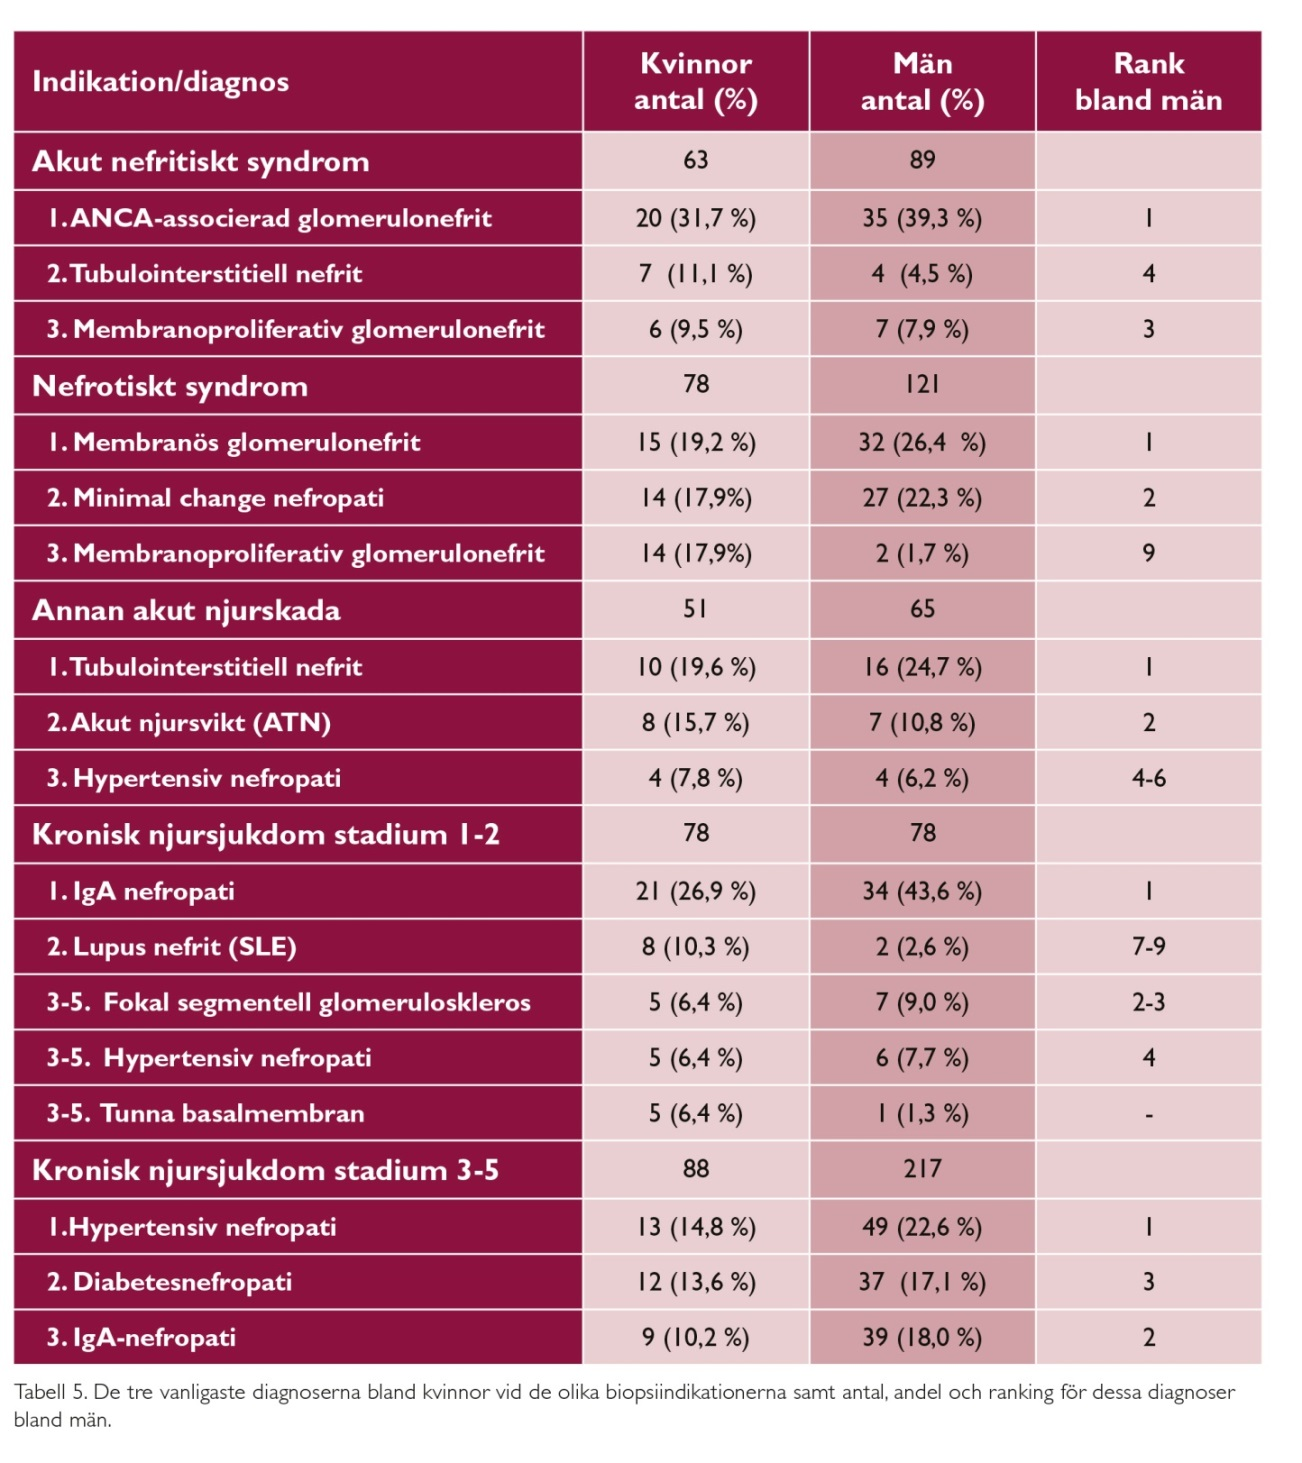 Indikation/diagnos | Kvinnor antal (%) | Män antal (%) | Rank bland män
Akut nefritiskt syndrom | 63 | 89 |
1. ANCA-associerad glomerulonefrit | 20 (31,7 %) | 35 (39,3 %) | 1
2. Tubulointerstitiell nefrit | 7 (11,1 %) | 4 (4,5 %) | 4
3. Membranoproliferativ glomerulonefrit | 6 (9,5 %) | 7 (7,9 %) | 3
Nefrotiskt syndrom | 78 | 121 |
1. Membranös glomerulonefrit | 15 (19,2 %) | 32 (26,4 %) | 1
2. Minimal change nefropati | 14 (17,9%) | 27 (22,3 %) | 2
3. Membranoproliferativ glomerulonefrit | 14 (17,9%) | 2 (1,7 %) | 9
Annan akut njurskada | 51 | 65 |
1. Tubulointerstitiell nefrit | 10 (19,6 %) | 16 (24,7 %) | 1
2. Akut njursvikt (ATN) | 8 (15,7 %) | 7 (10,8 %) | 2
3. Hypertensiv nefropati | 4 (7,8 %) | 4 (6,2 %) | 4-6
Kronisk njursjukdom stadium 1-2 | 78 | 78 |
1. IgA nefropati | 21 (26,9 %) | 34 (43,6 %) | 1
2. Lupus nefrit (SLE) | 8 (10,3 %) | 2 (2,6 %) | 7-9
3-5. Fokal segmentell glomeruloskleros | 5 (6,4 %) | 7 (9,0 %) | 2-3
3-5. Hypertensiv nefropati | 5 (6,4 %) | 6 (7,7 %) | 4
3-5. Tunna basalmembran | 5 (6,4 %) | 1 (1,3 %) | -
Kronisk njursjukdom stadium 3-5 | 88 | 217 |
1.Hypertensiv nefropati | 13 (14,8 %) | 49 (22,6 %) | 1
2. Diabetesnefropati | 12 (13,6 %) | 37 (17,1 %) | 3
3. IgA-nefropati | 9 (10,2 %) | 39 (18,0 %) | 2
Tabell 5. De tre vanligaste diagnoserna bland kvinnor vid de olika biopsiindikationerna samt antal, andel och ranking för dessa diagnoser
bland män.